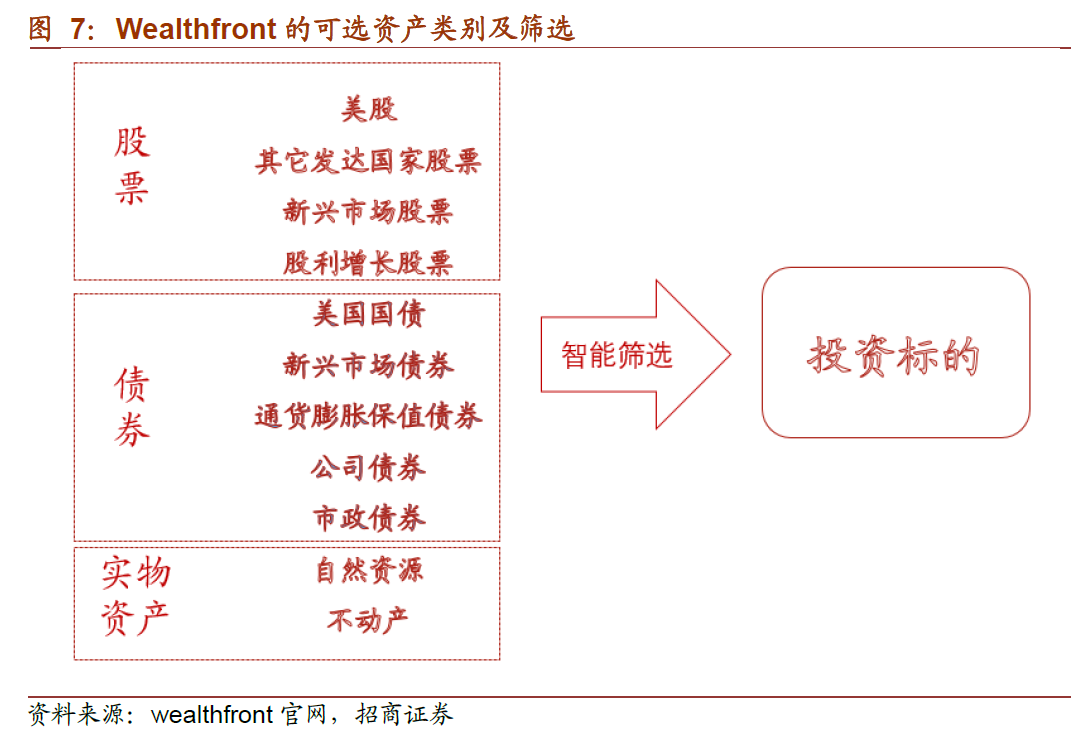 图 7：Wealthfront 的可选资产类别及筛选
股票
美股
其它发达国家股票
新兴市场股票
股利增长股票
债券
美国国债
新兴市场债券
通货膨胀保值债券
公司债券
市政债券
实物
资产
自然资源
不动产
智能筛选
投资标的
资料来源：wealthfront 官网，招商证券